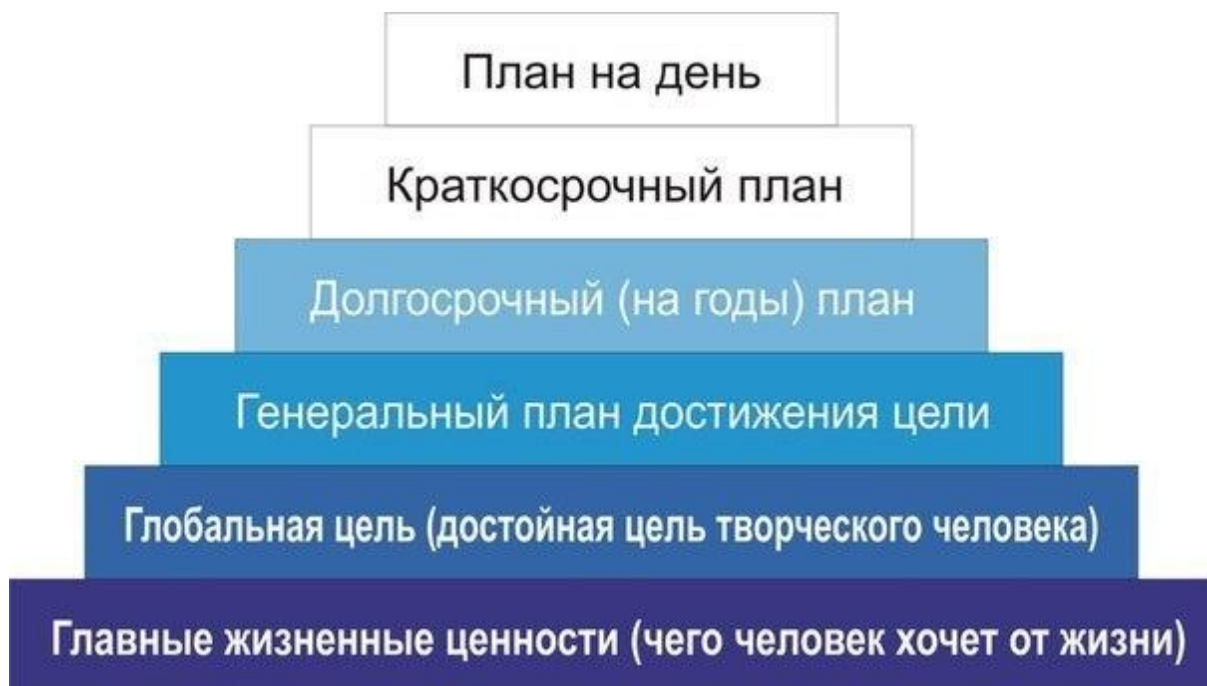 План на день
Краткосрочный план
Долгосрочный (на годы) план
Генеральный план достижения цели
Глобальная цель (достойная цель творческого человека)
Главные жизненные ценности (чего человек хочет от жизни)